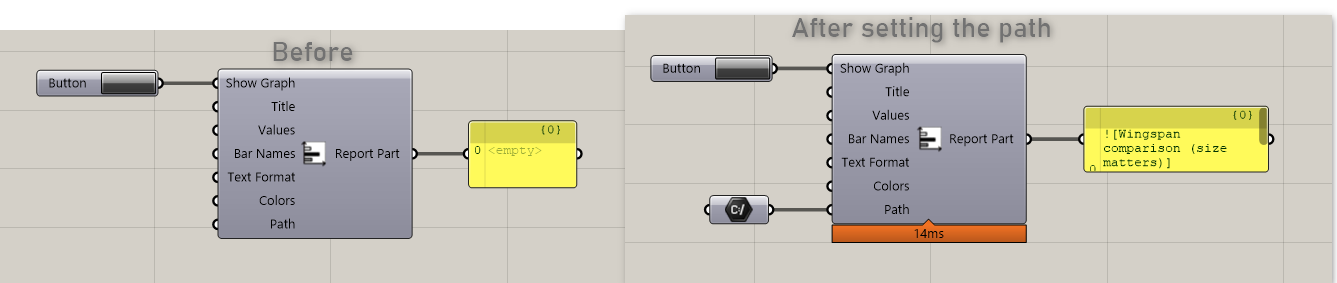 Before
Button
Show Graph
Title
Values
Bar Names
Report Part
Text Format
Colors
Path
{0}
0 <empty>
After setting the path
Button
Show Graph
Title
Values
Bar Names
Report Part
Text Format
Colors
Path
C:/
14ms
{0}
![Wingspan
comparison (size
matters)]
0